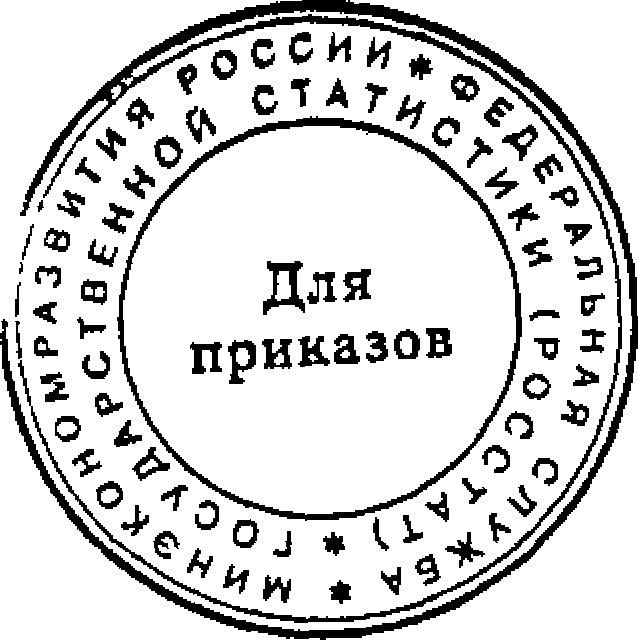 МИНЭКОНОМРАЗВИТИЯ РОССИИ * ФЕДЕРАЛЬНАЯ СЛУЖБА *
ГОСУДАРСТВЕННОЙ СТАТИСТИКИ (РОССТАТ) *
Для
приказов